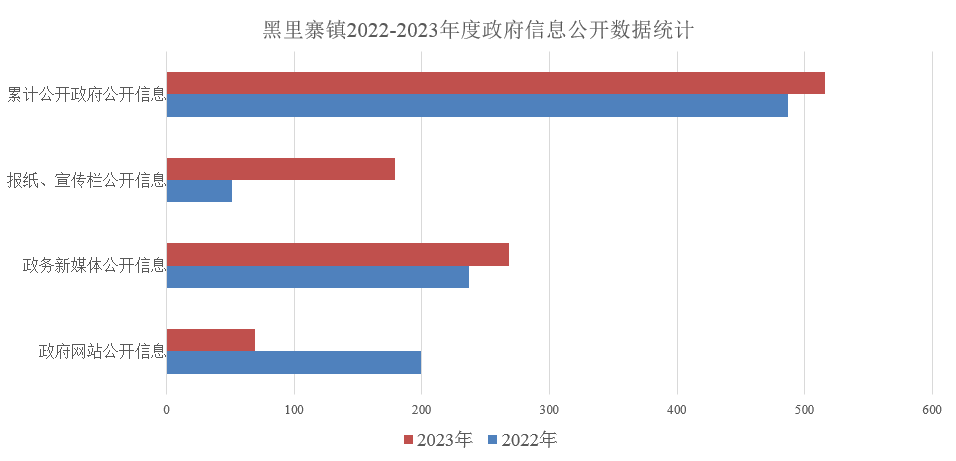 黑里寨镇2022-2023年度政府信息公开数据统计
累计公开政府公开信息
报纸、宣传栏公开信息
政务新媒体公开信息
政府网站公开信息
0 100 200 300 400 500 600
2023年 2022年